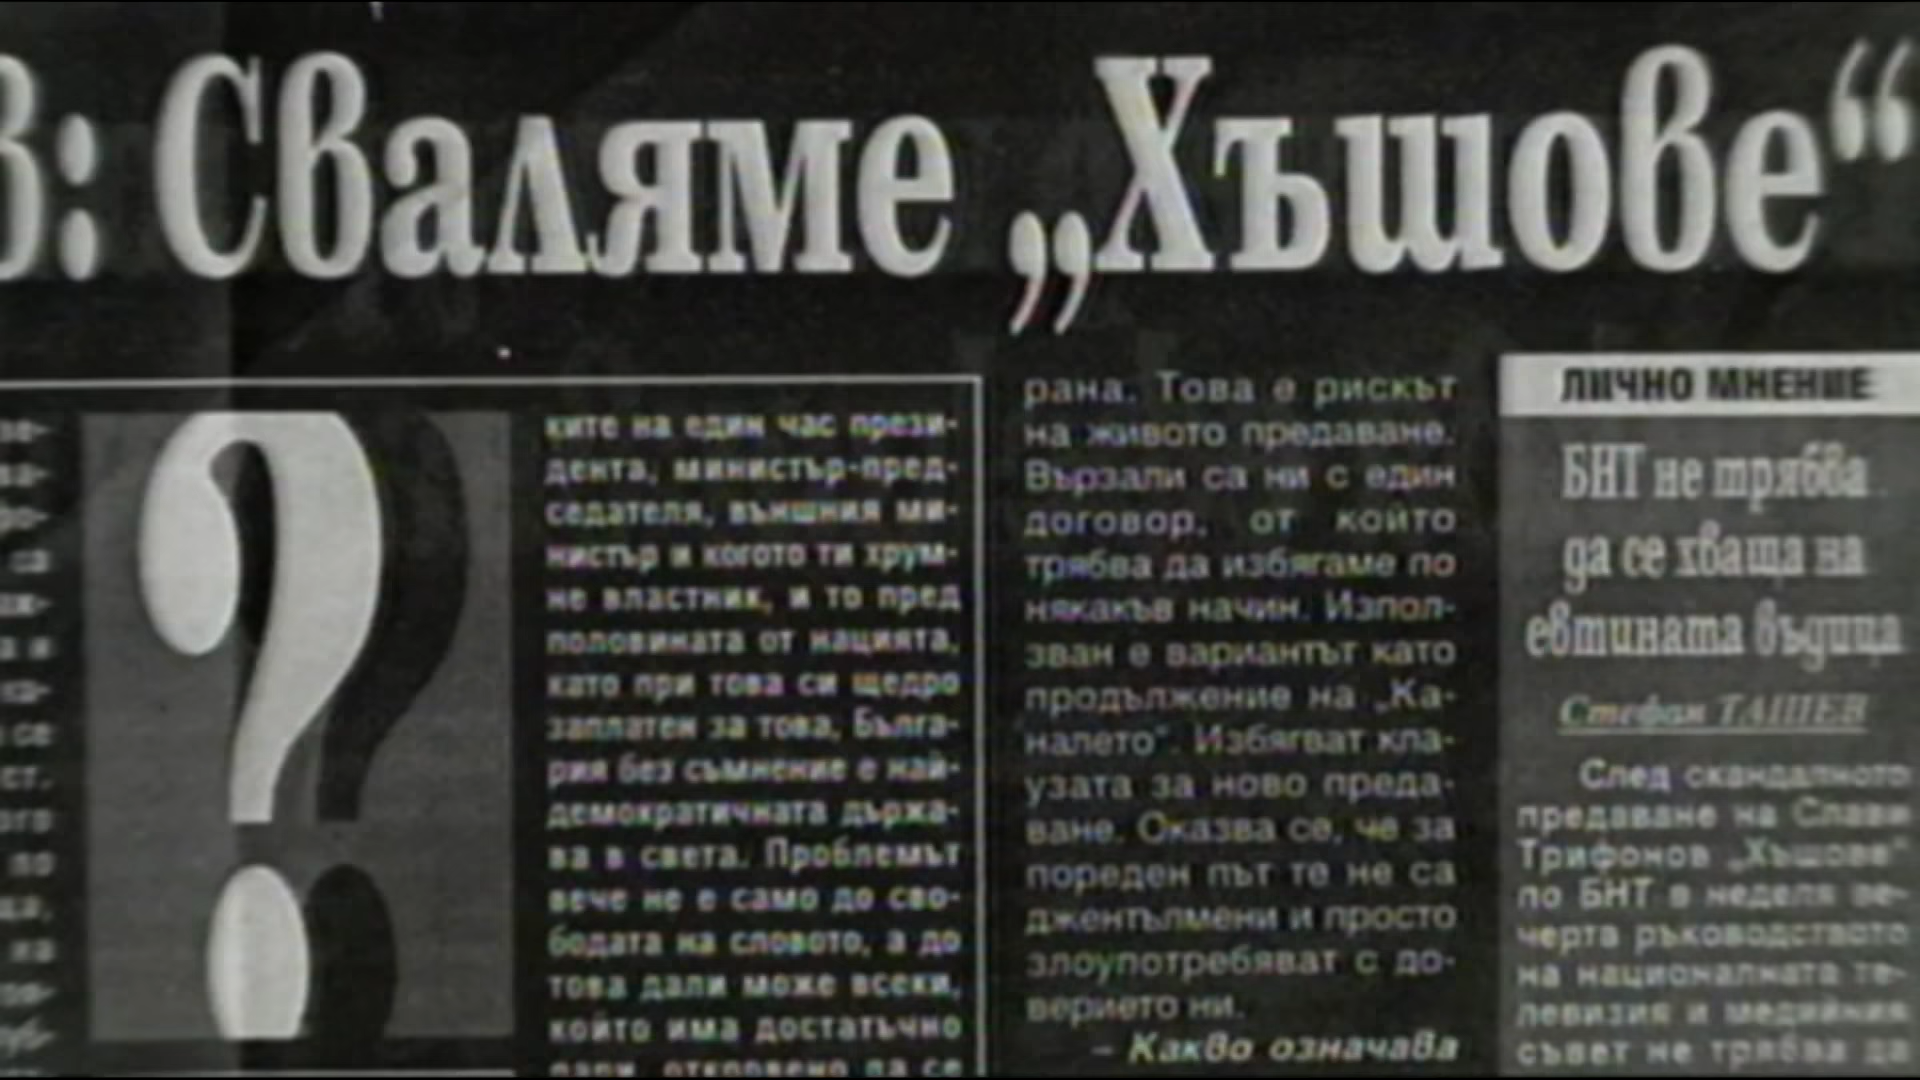 в: Сваляме „Хъшове“
ките на един час прези-
дента, министър-пред-
седателя, външния ми-
нистър и когото ти хрум-
не властник, и то пред
половината от нацията,
като при това си щедро
заплатен за това, Бълга-
рия без съмнение е най-
демократичната държа-
ва в света. Проблемът
вече не е само до сво-
бодата на словото, а до
това дали може всеки,
който има достатъчно
пари, откровено да се
рана. Това е рискът
на живото предаване.
Вързали са ни с един
договор, от който
трябва да избягаме по
някакъв начин. Изпол-
зван е вариантът като
продължение на „Ка-
налето“. Избягват кла-
узата за ново преда-
ване. Оказва се, че за
пореден път те не са
джентълмени и просто
злоупотребяват с до-
верието ни.
– Какво означава
ЛИЧНО МНЕНИЕ
БНТ не трябва
да се хваща на
евтината въдица
Стефан ТАШЕВ
След скандалното
предаване на Слави
Трифонов „Хъшове“
по БНТ в неделя ве-
черта ръководството
на националната те-
левизия и медийния
съвет не трябва да